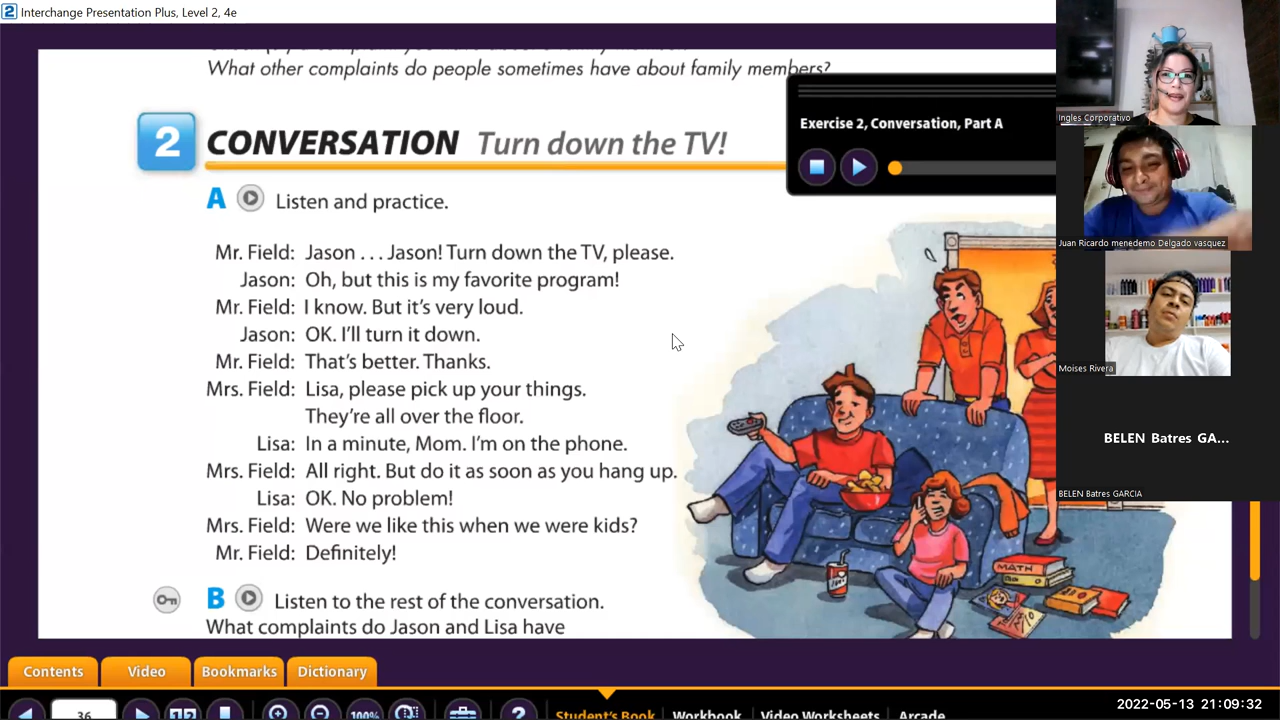 Interchange Presentation Plus, Level 2, 4e
What other complaints do people sometimes have about family members?
2 CONVERSATION Turn down the TV!
A Listen and practice.
Mr. Field: Jason . . . Jason! Turn down the TV, please.
Jason: Oh, but this is my favorite program!
Mr. Field: I know. But it's very loud.
Jason: OK. I'll turn it down.
Mr. Field: That's better. Thanks.
Mrs. Field: Lisa, please pick up your things.
They're all over the floor.
Lisa: In a minute, Mom. I'm on the phone.
Mrs. Field: All right. But do it as soon as you hang up.
Lisa: OK. No problem!
Mrs. Field: Were we like this when we were kids?
Mr. Field: Definitely!
B Listen to the rest of the conversation.
What complaints do Jason and Lisa have
Exercise 2, Conversation, Part A
MATH
Ingles Corporativo
Juan Ricardo menedemo Delgado vasquez
Moises Rivera
BELEN Batres GA...
BELEN Batres GARCIA
Contents Video Bookmarks Dictionary
36 100% ?
Student's Book Workbook Video Worksheets Arcade
2022-05-13 21:09:32